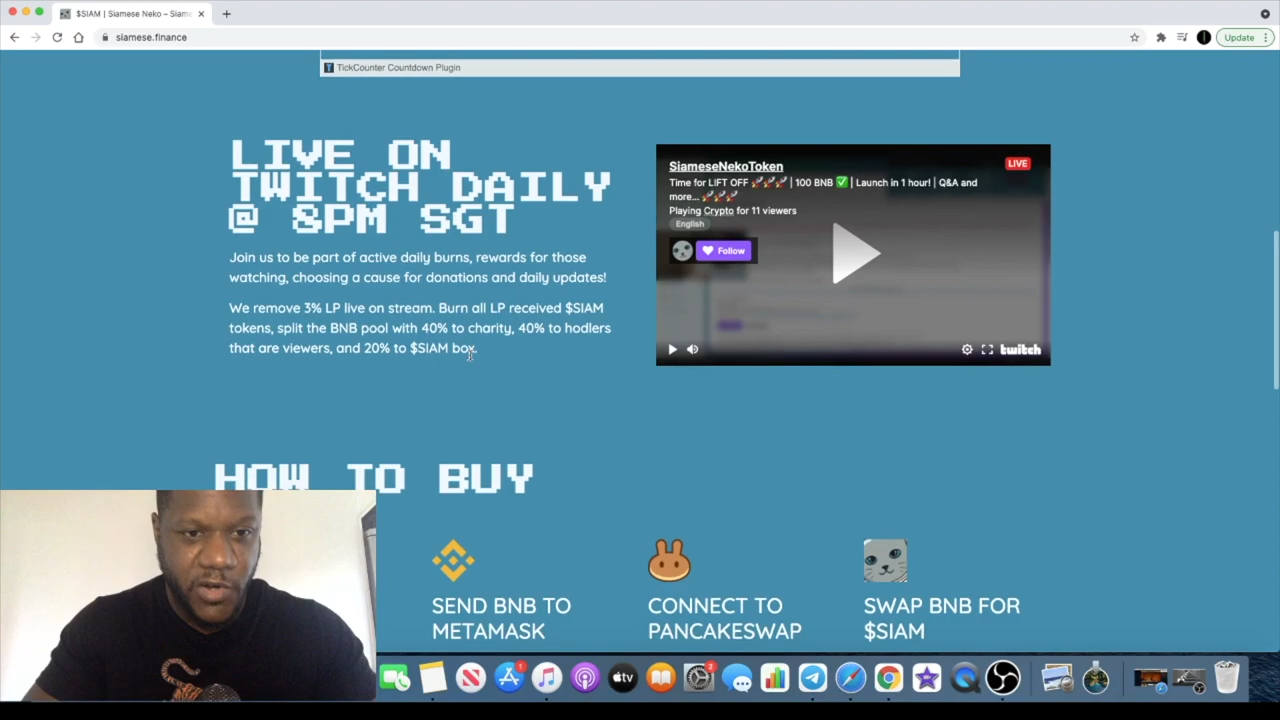 $SIAM | Siamese Neko – Siam
siamese.finance
Update
TickCounter Countdown Plugin
LIVE ON
TWITCH DAILY
@ 8PM SGT
Join us to be part of active daily burns, rewards for those
watching, choosing a cause for donations and daily updates!
We remove 3% LP live on stream. Burn all LP received $SIAM
tokens, split the BNB pool with 40% to charity, 40% to hodlers
that are viewers, and 20% to $SIAM box.
SiameseNekoToken
LIVE
Time for LIFT OFF 🚀🚀🚀 | 100 BNB ✅ | Launch in 1 hour! | Q&A and
more... 🚀🚀🚀
Playing Crypto for 11 viewers
English
Follow
twitch
HOW TO BUY
SEND BNB TO
METAMASK
CONNECT TO
PANCAKESWAP
SWAP BNB FOR
$SIAM
1
tv
2